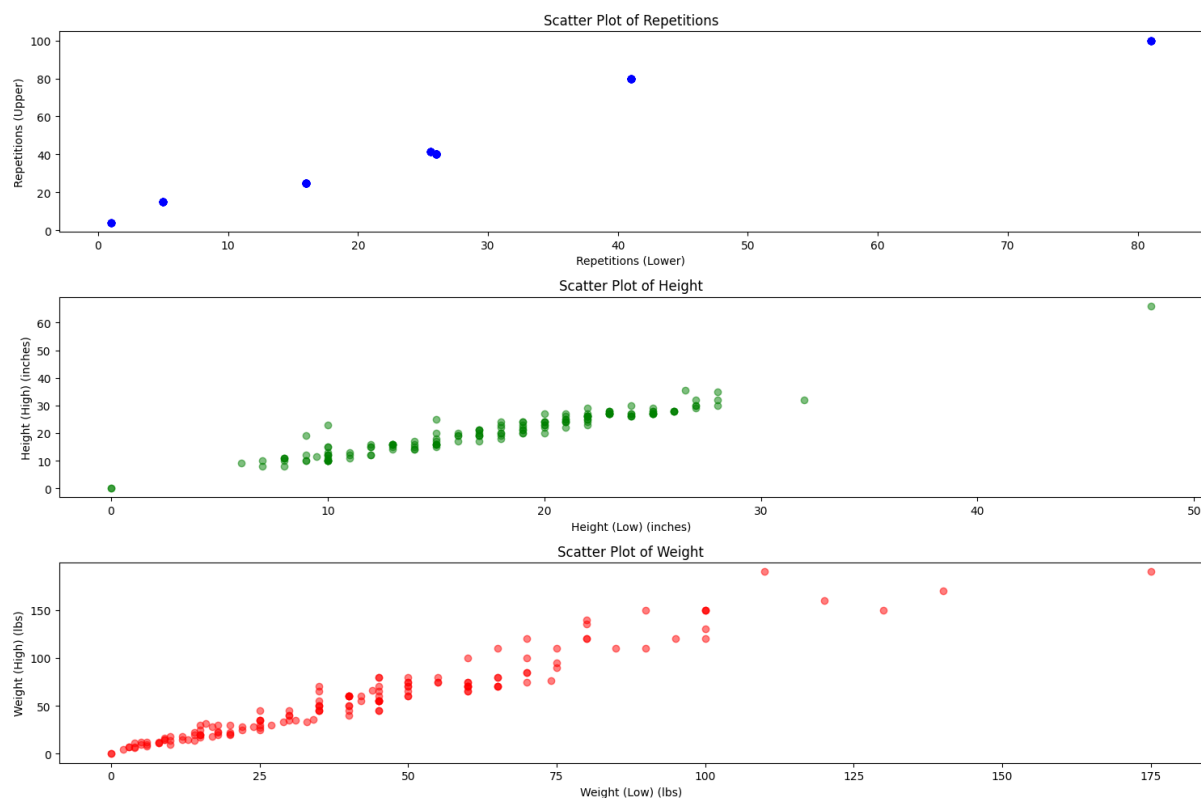 Scatter Plot of Repetitions
Repetitions (Upper)
100
80
60
40
20
0
0 10 20 30 40 50 60 70 80
Repetitions (Lower)
Scatter Plot of Height
Height (High) (inches)
60
50
40
30
20
10
0
0 10 20 30 40 50
Height (Low) (inches)
Scatter Plot of Weight
Weight (High) (lbs)
150
100
50
0
0 25 50 75 100 125 150 175
Weight (Low) (lbs)